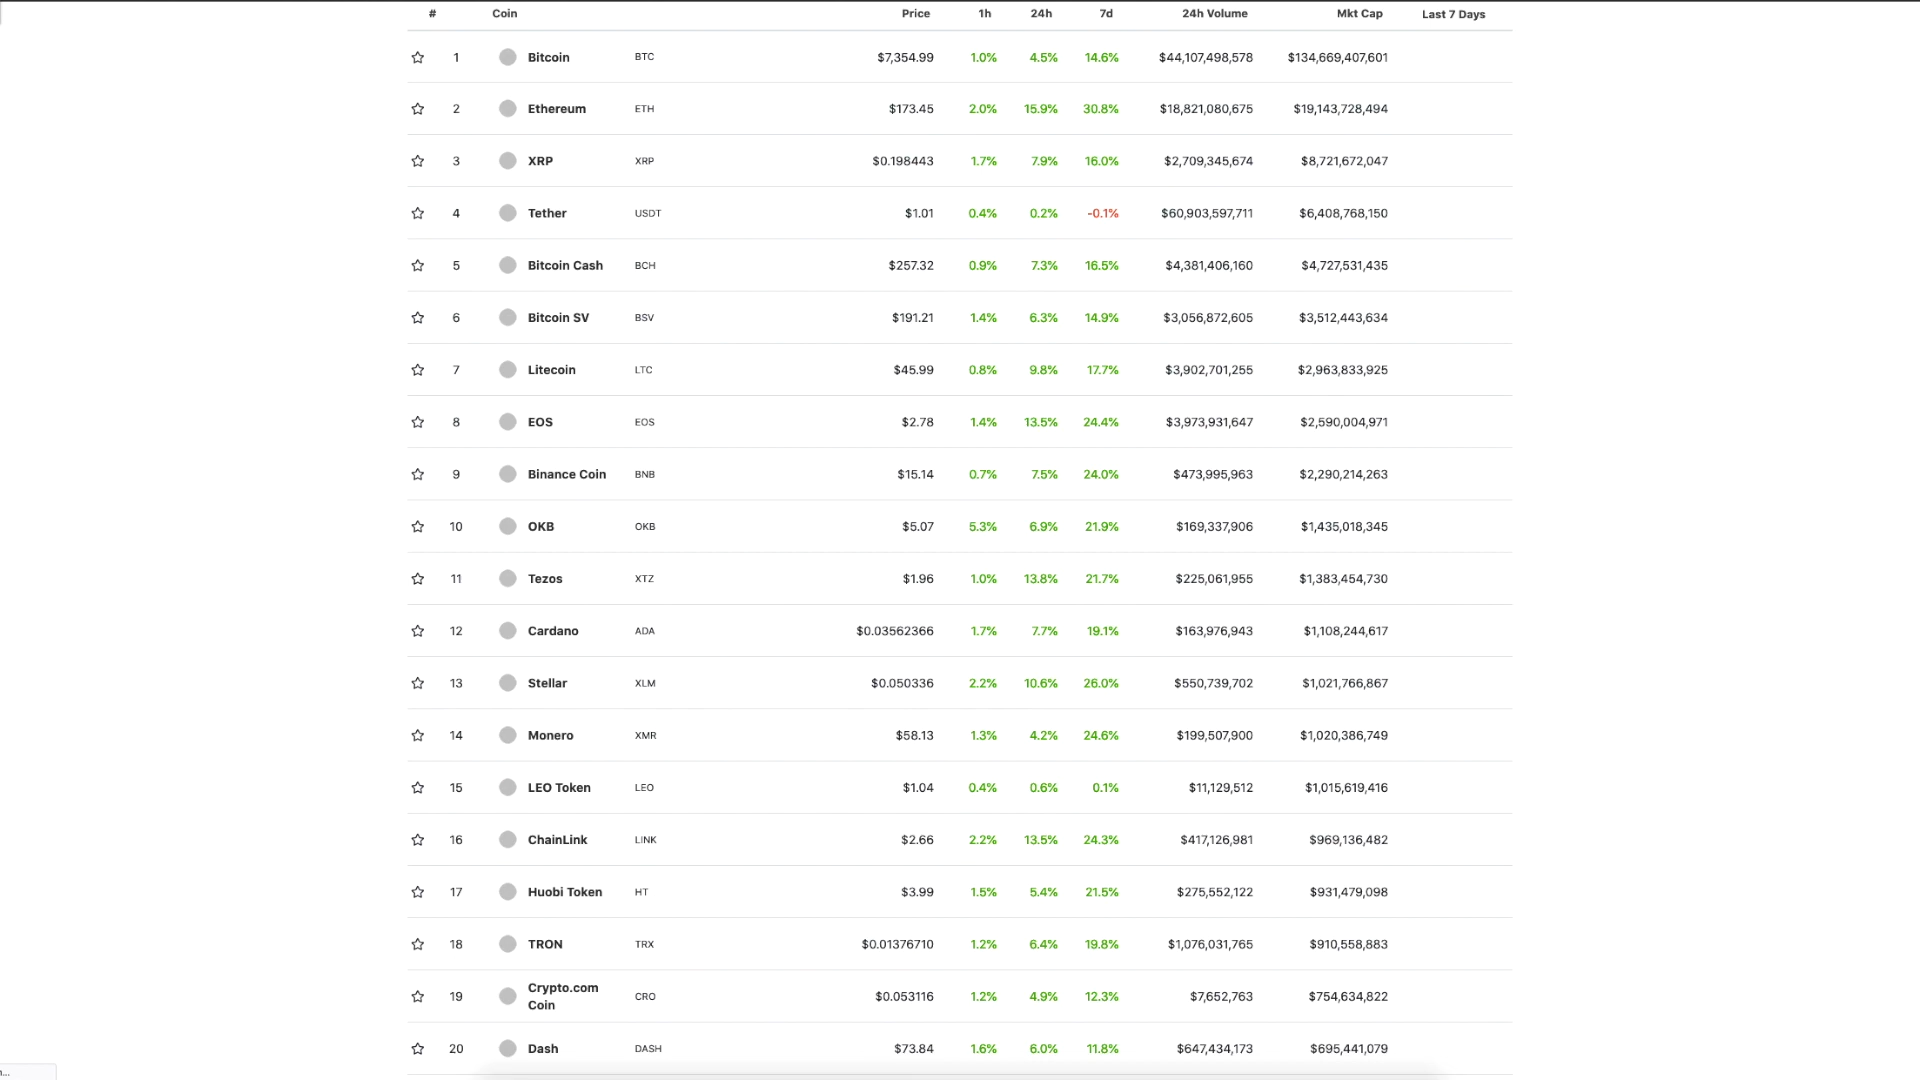 # Coin Price 1h 24h 7d 24h Volume Mkt Cap Last 7 Days
1 Bitcoin BTC $7,354.99 1.0% 4.5% 14.6% $44,107,498,578 $134,669,407,601
2 Ethereum ETH $173.45 2.0% 15.9% 30.8% $18,821,080,675 $19,143,728,494
3 XRP XRP $0.198443 1.7% 7.9% 16.0% $2,709,345,674 $8,721,672,047
4 Tether USDT $1.01 0.4% 0.2% -0.1% $60,903,597,711 $6,408,768,150
5 Bitcoin Cash BCH $257.32 0.9% 7.3% 16.5% $4,381,406,160 $4,727,531,435
6 Bitcoin SV BSV $191.21 1.4% 6.3% 14.9% $3,056,872,605 $3,512,443,634
7 Litecoin LTC $45.99 0.8% 9.8% 17.7% $3,902,701,255 $2,963,833,925
8 EOS EOS $2.78 1.4% 13.5% 24.4% $3,973,931,647 $2,590,004,971
9 Binance Coin BNB $15.14 0.7% 7.5% 24.0% $473,995,963 $2,290,214,263
10 OKB OKB $5.07 5.3% 6.9% 21.9% $169,337,906 $1,435,018,345
11 Tezos XTZ $1.96 1.0% 13.8% 21.7% $225,061,955 $1,383,454,730
12 Cardano ADA $0.03562366 1.7% 7.7% 19.1% $163,976,943 $1,108,244,617
13 Stellar XLM $0.050336 2.2% 10.6% 26.0% $550,739,702 $1,021,766,867
14 Monero XMR $58.13 1.3% 4.2% 24.6% $199,507,900 $1,020,386,749
15 LEO Token LEO $1.04 0.4% 0.6% 0.1% $11,129,512 $1,015,619,416
16 ChainLink LINK $2.66 2.2% 13.5% 24.3% $417,126,981 $969,136,482
17 Huobi Token HT $3.99 1.5% 5.4% 21.5% $275,552,122 $931,479,098
18 TRON TRX $0.01376710 1.2% 6.4% 19.8% $1,076,031,765 $910,558,883
19 Crypto.com
Coin CRO $0.053116 1.2% 4.9% 12.3% $7,652,763 $754,634,822
20 Dash DASH $73.84 1.6% 6.0% 11.8% $647,434,173 $695,441,079